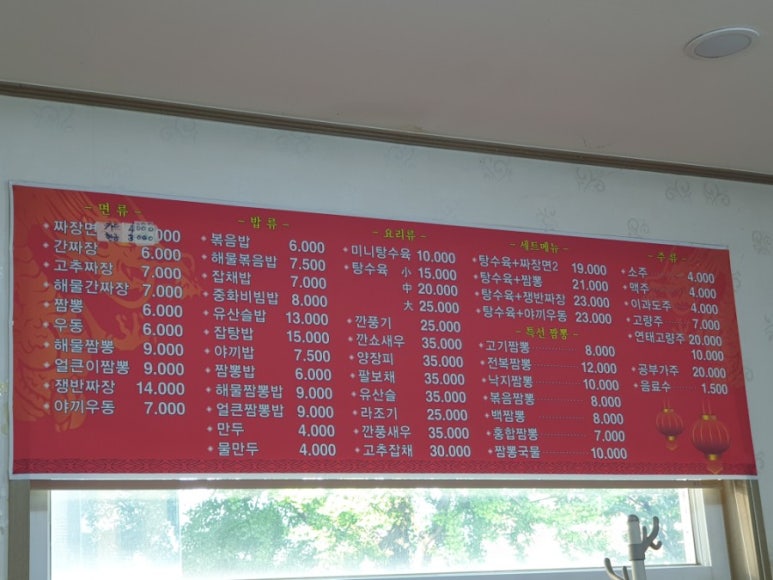 - 면 류 -
짜장면 4000
3000 000
간짜장 6.000
고추짜장 7.000
해물간짜장 7.000
짬뽕 6.000
우동 6.000
해물짬뽕 9.000
얼큰이짬뽕 9.000
쟁반짜장 14.000
야끼우동 7.000
- 밥 류 -
볶음밥 6.000
해물볶음밥 7.500
잡채밥 7.000
중화비빔밥 8.000
유산슬밥 13.000
잡탕밥 15.000
야끼밥 7.500
짬뽕밥 6.000
해물짬뽕밥 9.000
얼큰짬뽕밥 9.000
만두 4.000
물만두 4.000
- 요리류 -
미니탕수육 10.000
탕수육 小 15.000
中 20.000
大 25.000
깐풍기 25.000
깐쇼새우 35.000
양장피 35.000
팔보채 35.000
유산슬 35.000
라조기 25.000
깐풍새우 35.000
고추잡채 30.000
- 세트메뉴 -
탕수육+짜장면2 19.000
탕수육+짬뽕 21.000
탕수육+쟁반짜장 23.000
탕수육+야끼우동 23.000
- 특선 짬뽕 -
고기짬뽕 8.000
전복짬뽕 12.000
낙지짬뽕 10.000
볶음짬뽕 8.000
백짬뽕 8.000
홍합짬뽕 7.000
짬뽕국물 10.000
- 주 류 -
소주 4.000
맥주 4.000
이과도주 4.000
고량주 7.000
연태고량주 20.000
10.000
공부가주 20.000
음료수 1.500